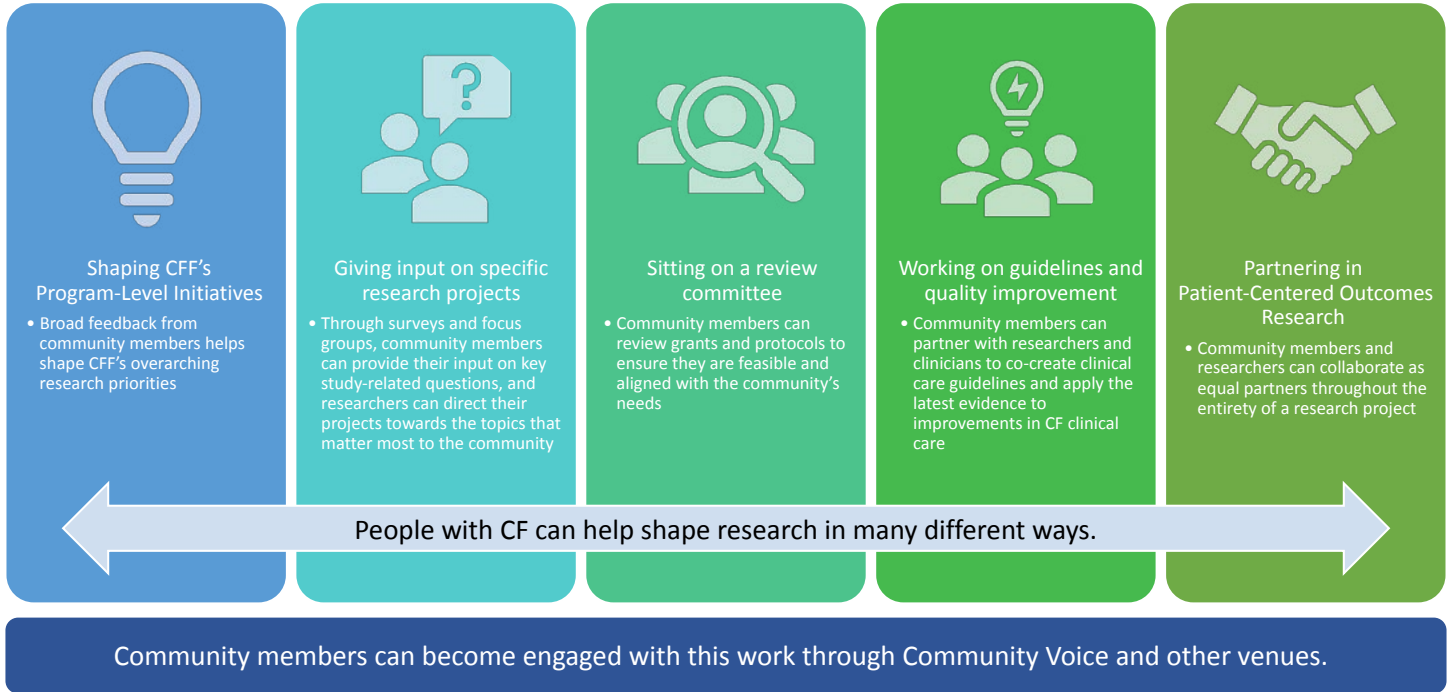 ?
Shaping CFF's
Program-Level Initiatives
• Broad feedback from
community members helps
shape CFF's overarching
research priorities
Giving input on specific
research projects
• Through surveys and focus
groups, community members
can provide their input on key
study-related questions, and
researchers can direct their
projects towards the topics that
matter most to the community
Sitting on a review
committee
• Community members can
review grants and protocols to
ensure they are feasible and
aligned with the community's
needs
Working on guidelines and
quality improvement
• Community members can
partner with researchers and
clinicians to co-create clinical
care guidelines and apply the
latest evidence to
improvements in CF clinical
care
Partnering in
Patient-Centered Outcomes
Research
• Community members and
researchers can collaborate as
equal partners throughout the
entirety of a research project
People with CF can help shape research in many different ways.
Community members can become engaged with this work through Community Voice and other venues.